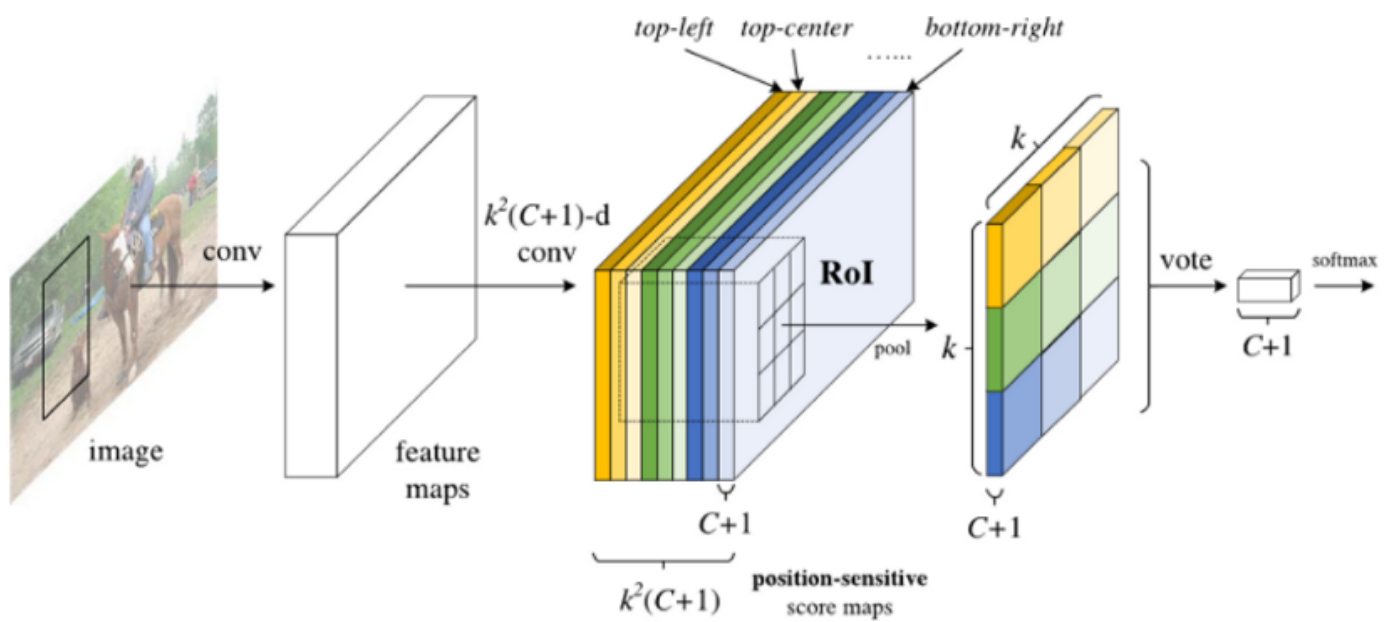 top-left top-center ...... bottom-right
k
k²(C+1)-d
conv
conv
RoI
vote
softmax
pool
k
C+1
image
feature
maps
C+1
C+1
k²(C+1)
position-sensitive
score maps